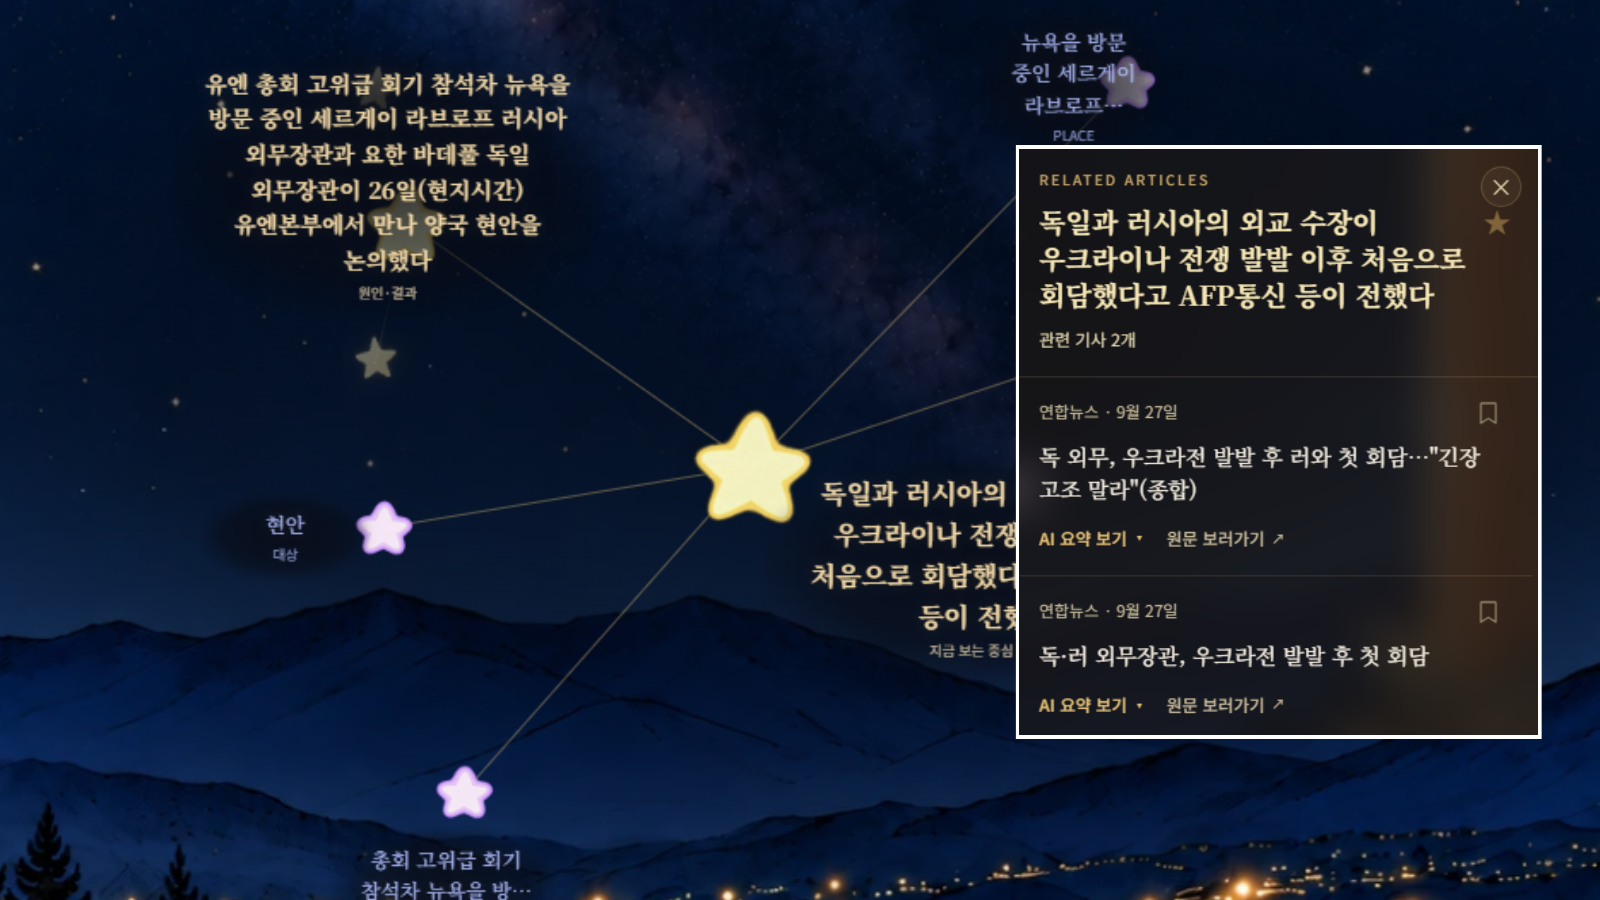 유엔 총회 고위급 회기 참석차 뉴욕을
방문 중인 세르게이 라브로프 러시아
외무장관과 요한 바데풀 독일
외무장관이 26일(현지시간)
유엔본부에서 만나 양국 현안을
논의했다
원인·결과
현안
대상
총회 고위급 회기
참석차 뉴욕을 방…
독일과 러시아의
우크라이나 전쟁
처음으로 회담했다
등이 전했
지금 보는 중심
뉴욕을 방문
중인 세르게이
라브로프…
PLACE
RELATED ARTICLES
독일과 러시아의 외교 수장이
우크라이나 전쟁 발발 이후 처음으로
회담했다고 AFP통신 등이 전했다
관련 기사 2개
연합뉴스 · 9월 27일
독 외무, 우크라전 발발 후 러와 첫 회담…"긴장
고조 말라"(종합)
AI 요약 보기 ▾ 원문 보러가기 ↗
연합뉴스 · 9월 27일
독·러 외무장관, 우크라전 발발 후 첫 회담
AI 요약 보기 ▾ 원문 보러가기 ↗